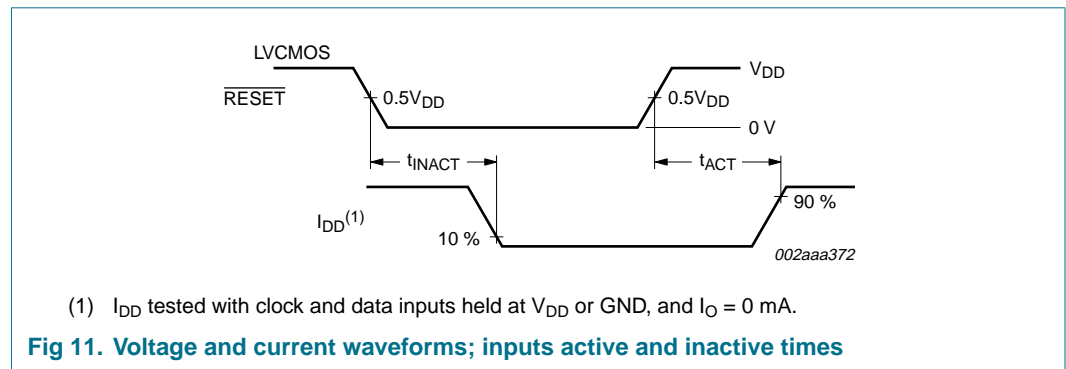 LVCMOS
RESET
0.5VDD
0.5VDD
VDD
0 V
tINACT
tACT
IDD(1)
10 %
90 %
002aaa372
(1) IDD tested with clock and data inputs held at VDD or GND, and IO = 0 mA.
Fig 11. Voltage and current waveforms; inputs active and inactive times